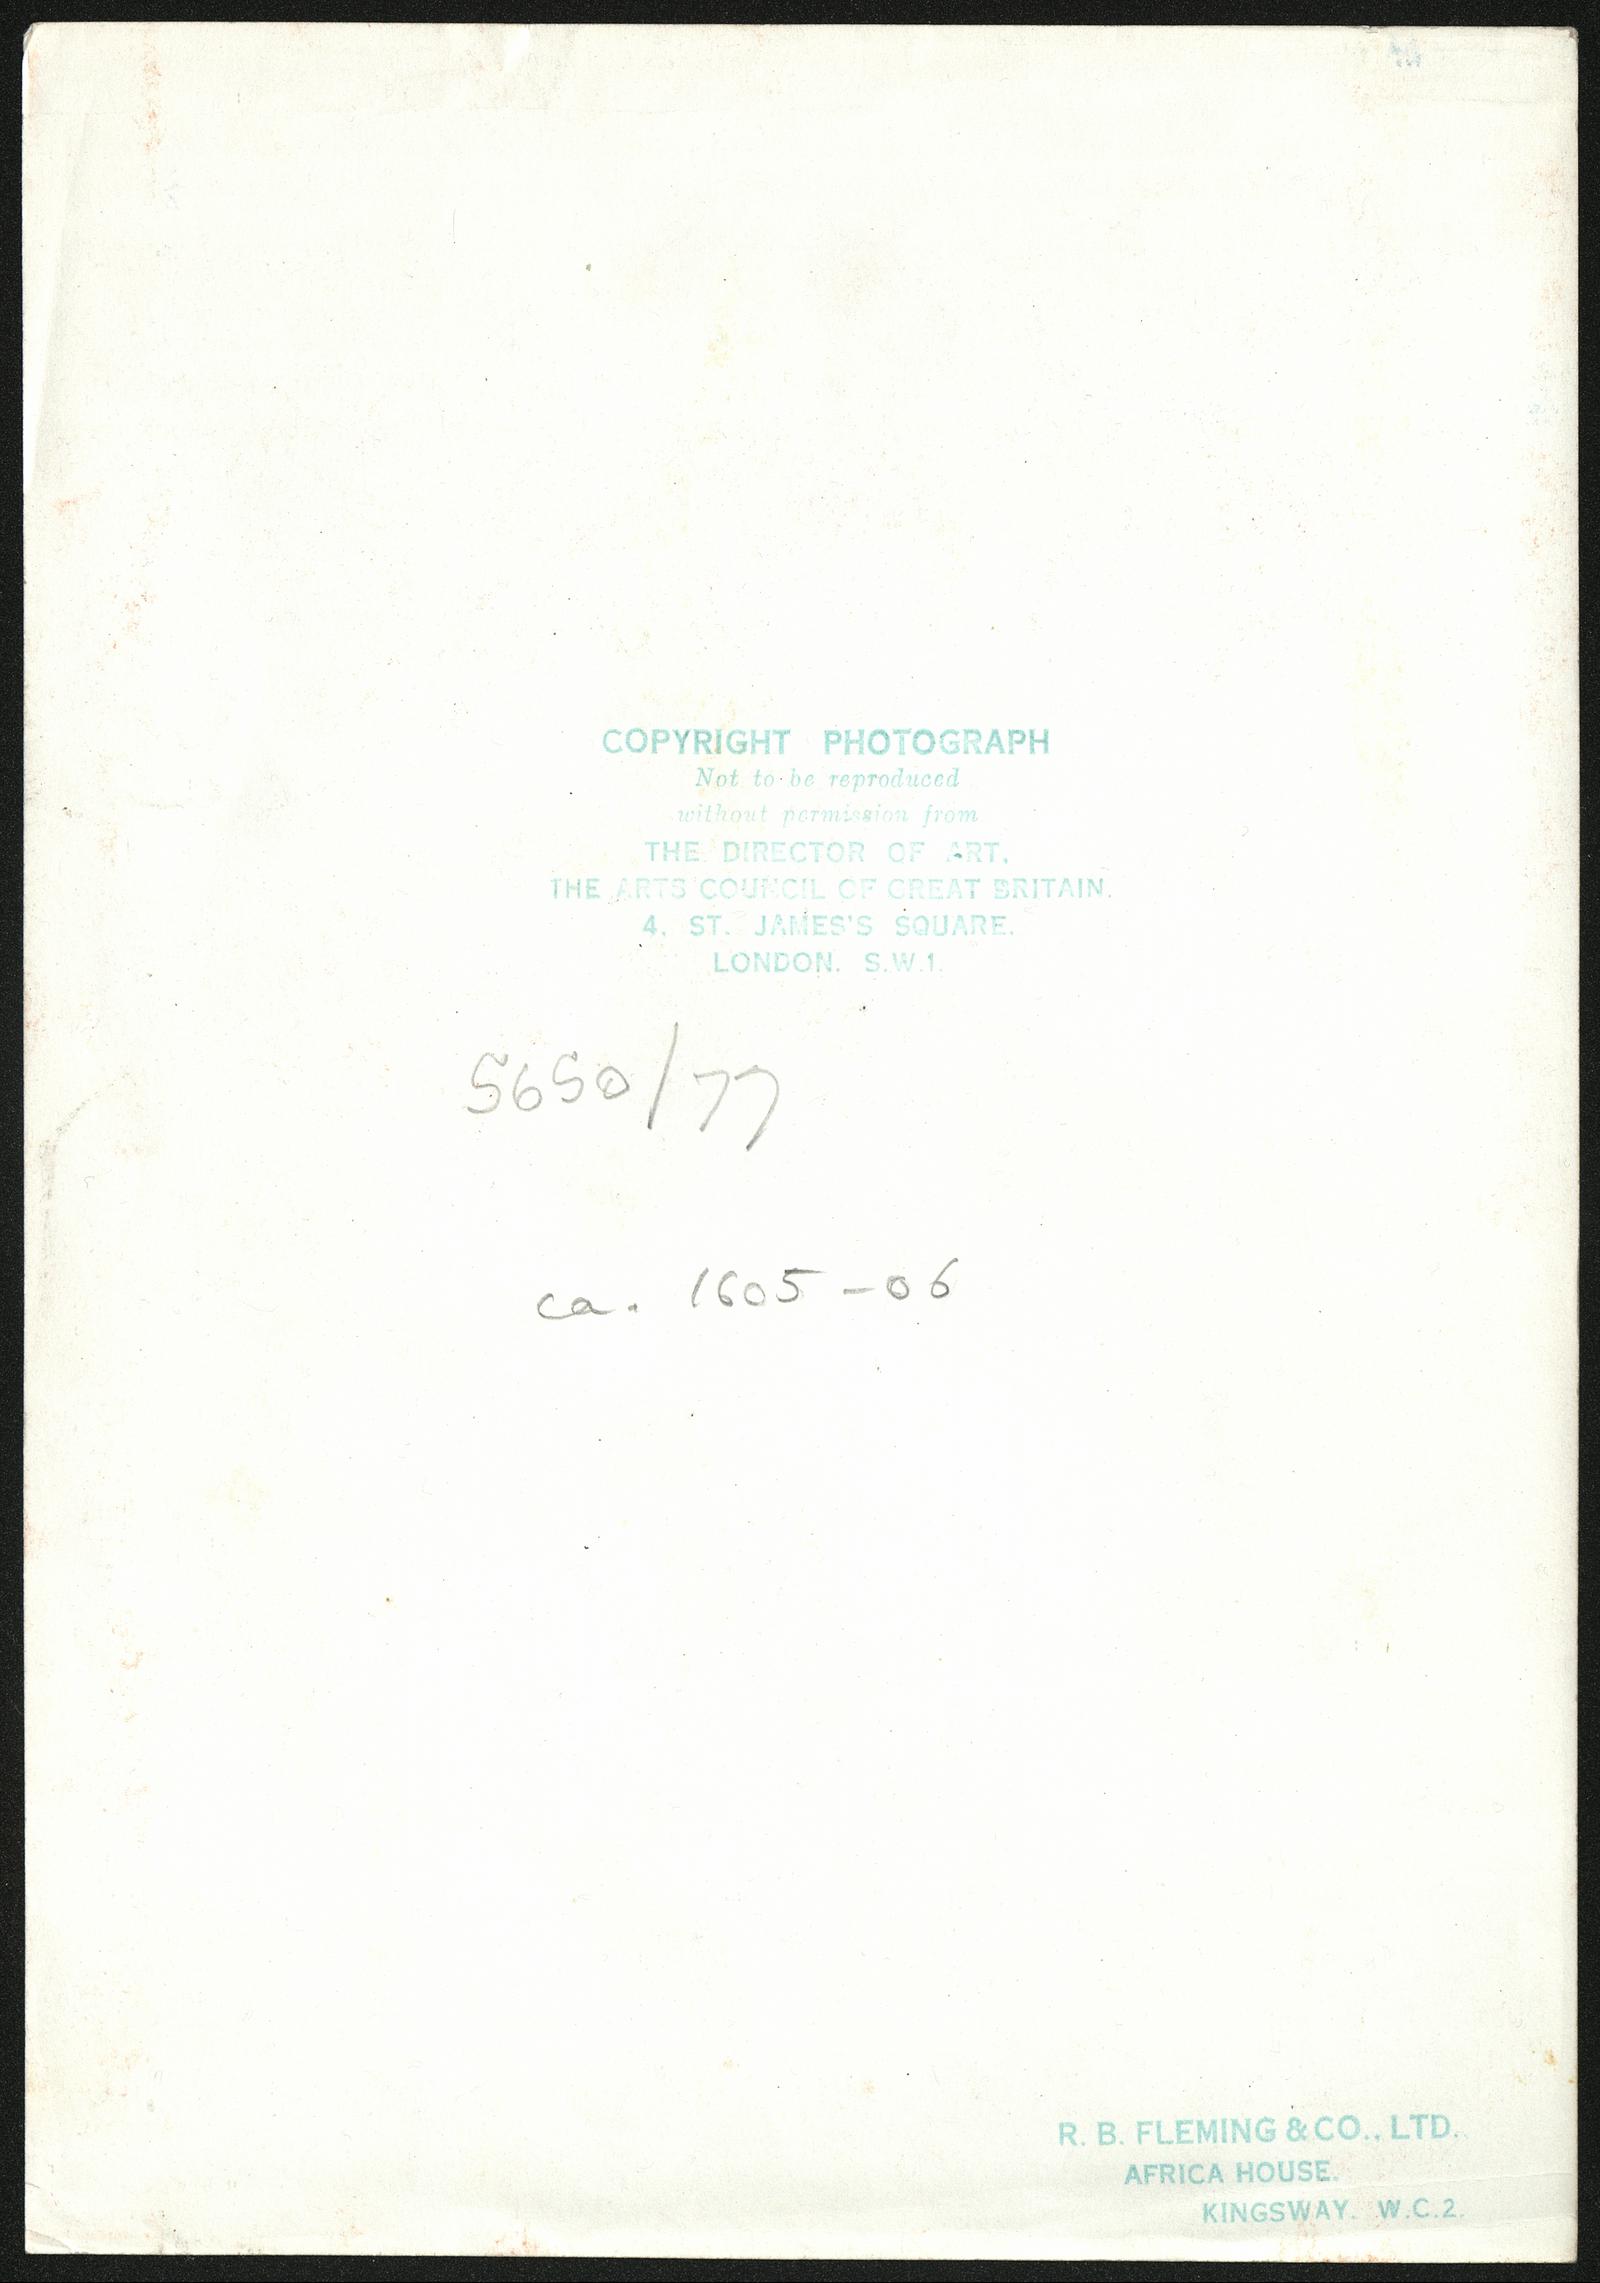 COPYRIGHT PHOTOGRAPH
Not to be reproduced
without permission from
THE DIRECTOR OF ART.
THE ARTS COUNCIL OF GREAT BRITAIN.
4, ST. JAMES'S SQUARE.
LONDON. S.W.1.
5650/77
ca. 1605-06
R. B. FLEMING & CO., LTD.
AFRICA HOUSE.
KINGSWAY. W.C.2.